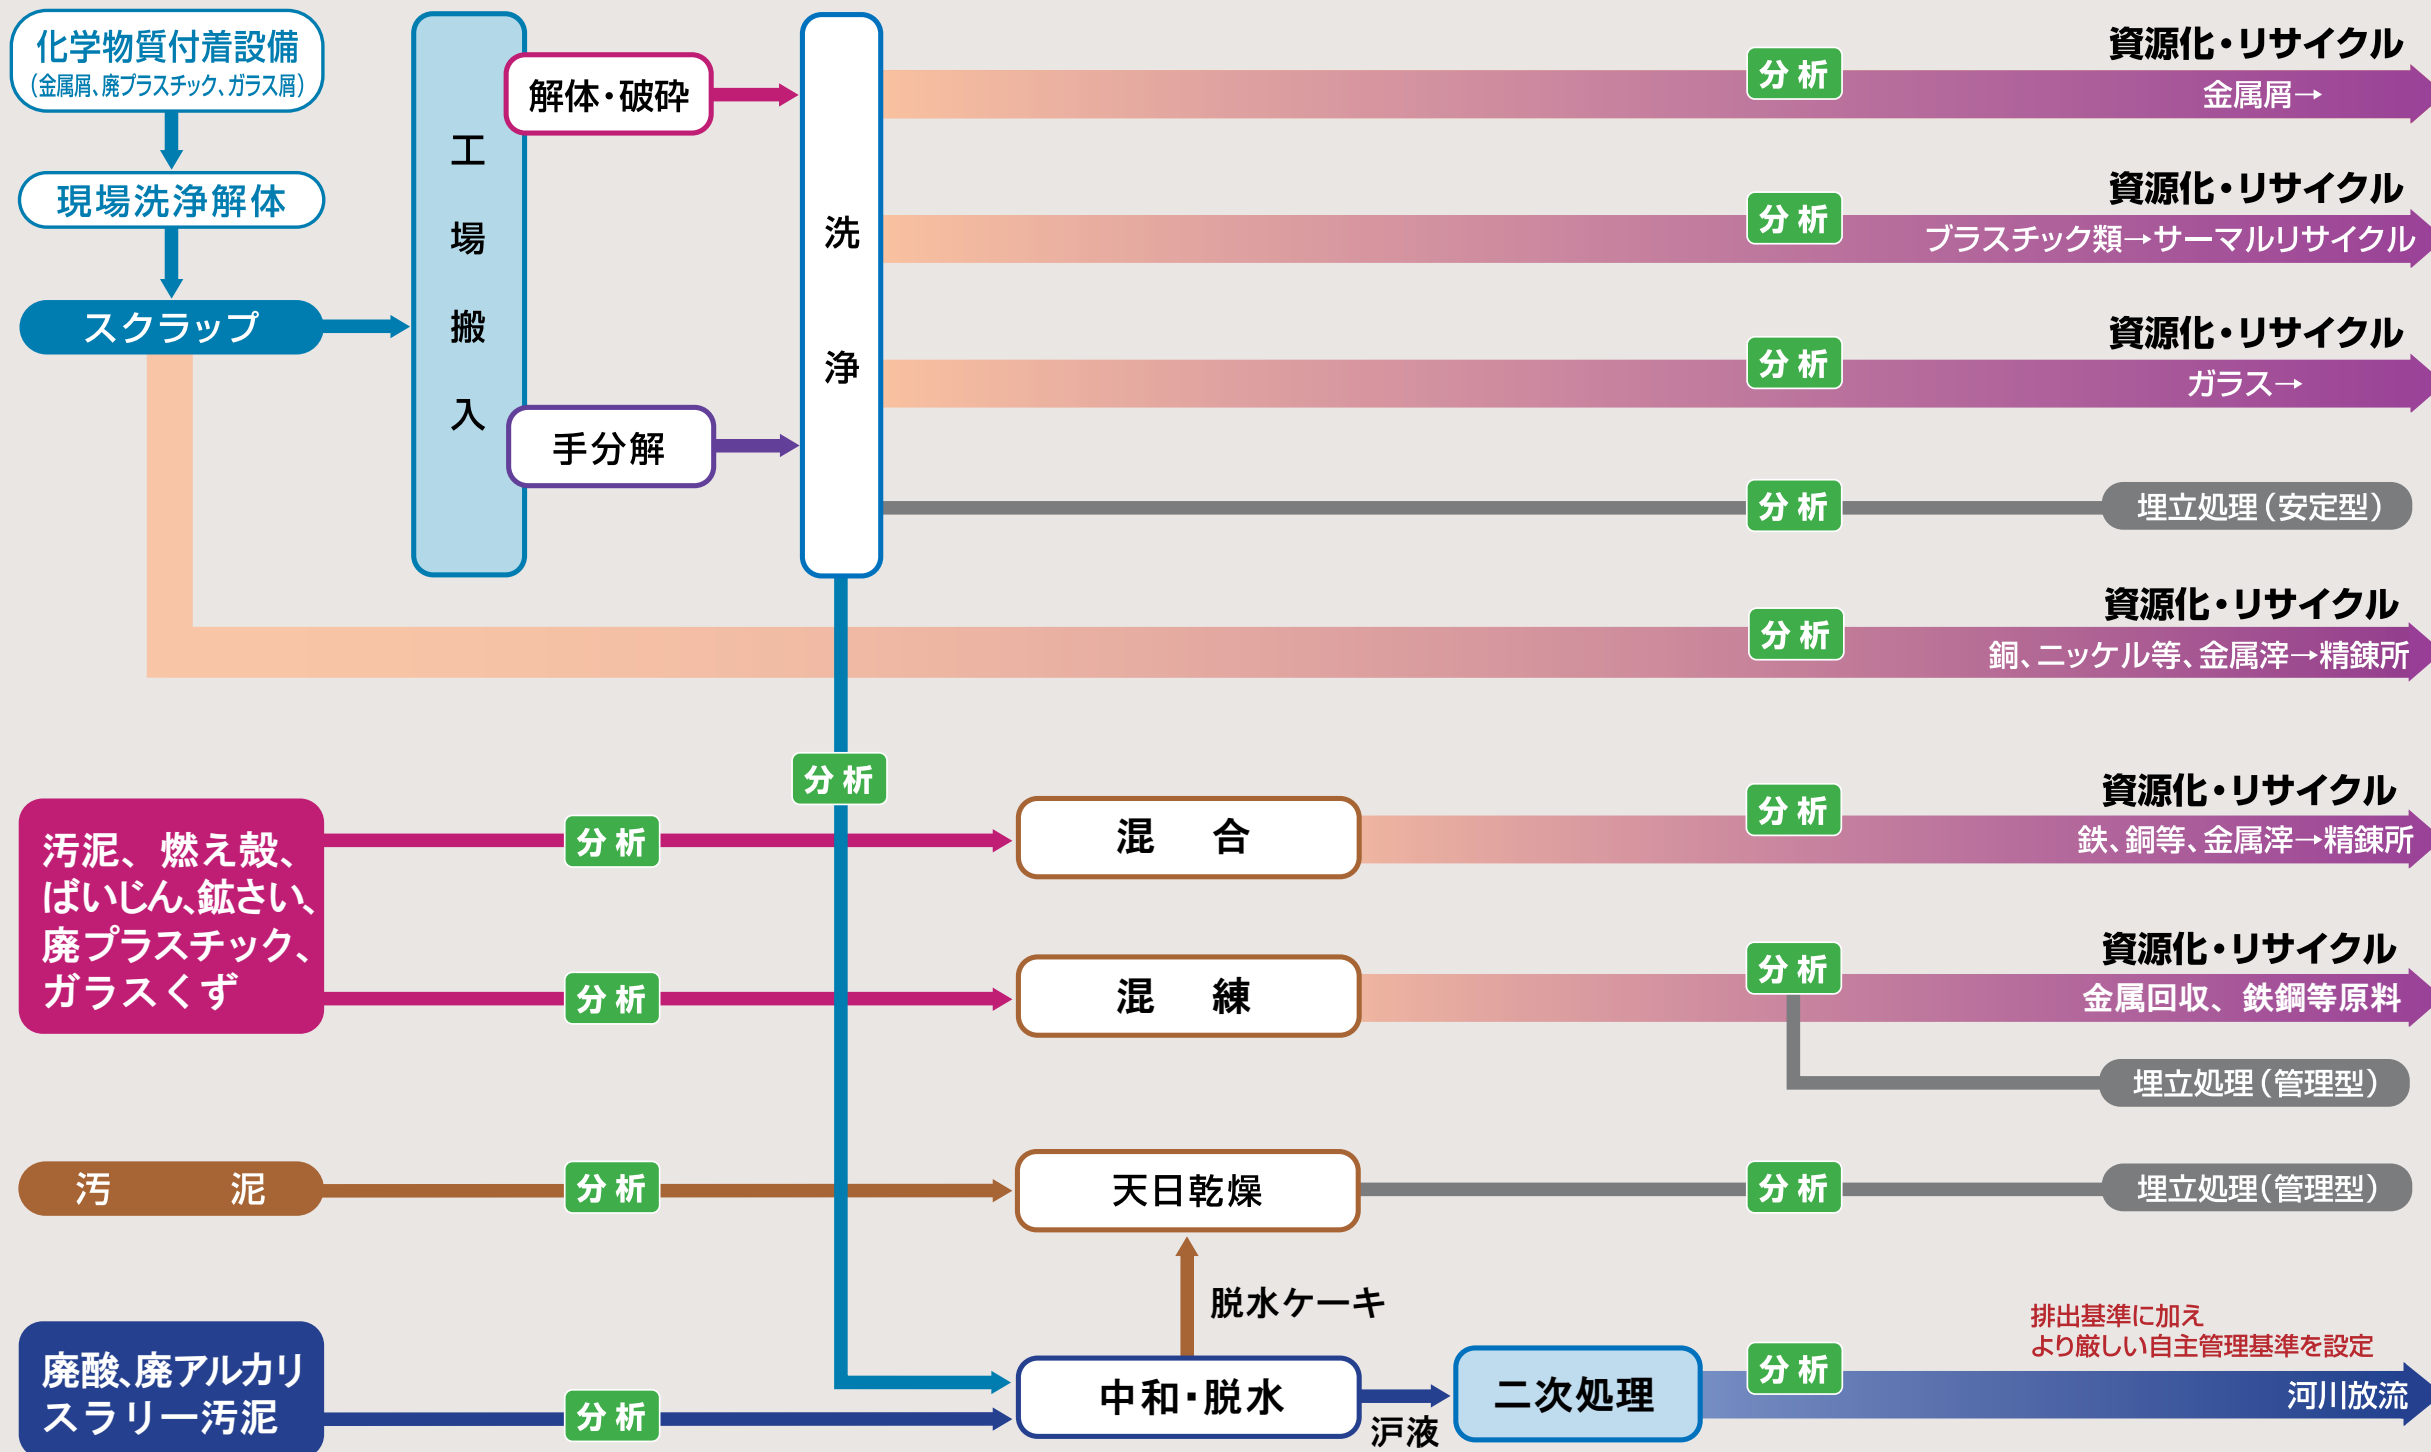 化学物質付着設備
（金属屑、廃プラスチック、ガラス屑）
現場洗浄解体
スクラップ
工場搬入
解体・破砕
手分解
洗浄
分析
資源化・リサイクル
金属屑→
分析
資源化・リサイクル
プラスチック類→サーマルリサイクル
分析
資源化・リサイクル
ガラス→
分析
埋立処理（安定型）
分析
資源化・リサイクル
銅、ニッケル等、金属滓→精錬所
分析
汚泥、燃え殻、
ばいじん、鉱さい、
廃プラスチック、
ガラスくず
分析
混合
分析
資源化・リサイクル
鉄、銅等、金属滓→精錬所
分析
混練
分析
資源化・リサイクル
金属回収、鉄鋼等原料
埋立処理（管理型）
汚泥
分析
天日乾燥
分析
埋立処理（管理型）
脱水ケーキ
廃酸、廃アルカリ
スラリー汚泥
分析
中和・脱水
沪液
二次処理
分析
排出基準に加え
より厳しい自主管理基準を設定
河川放流